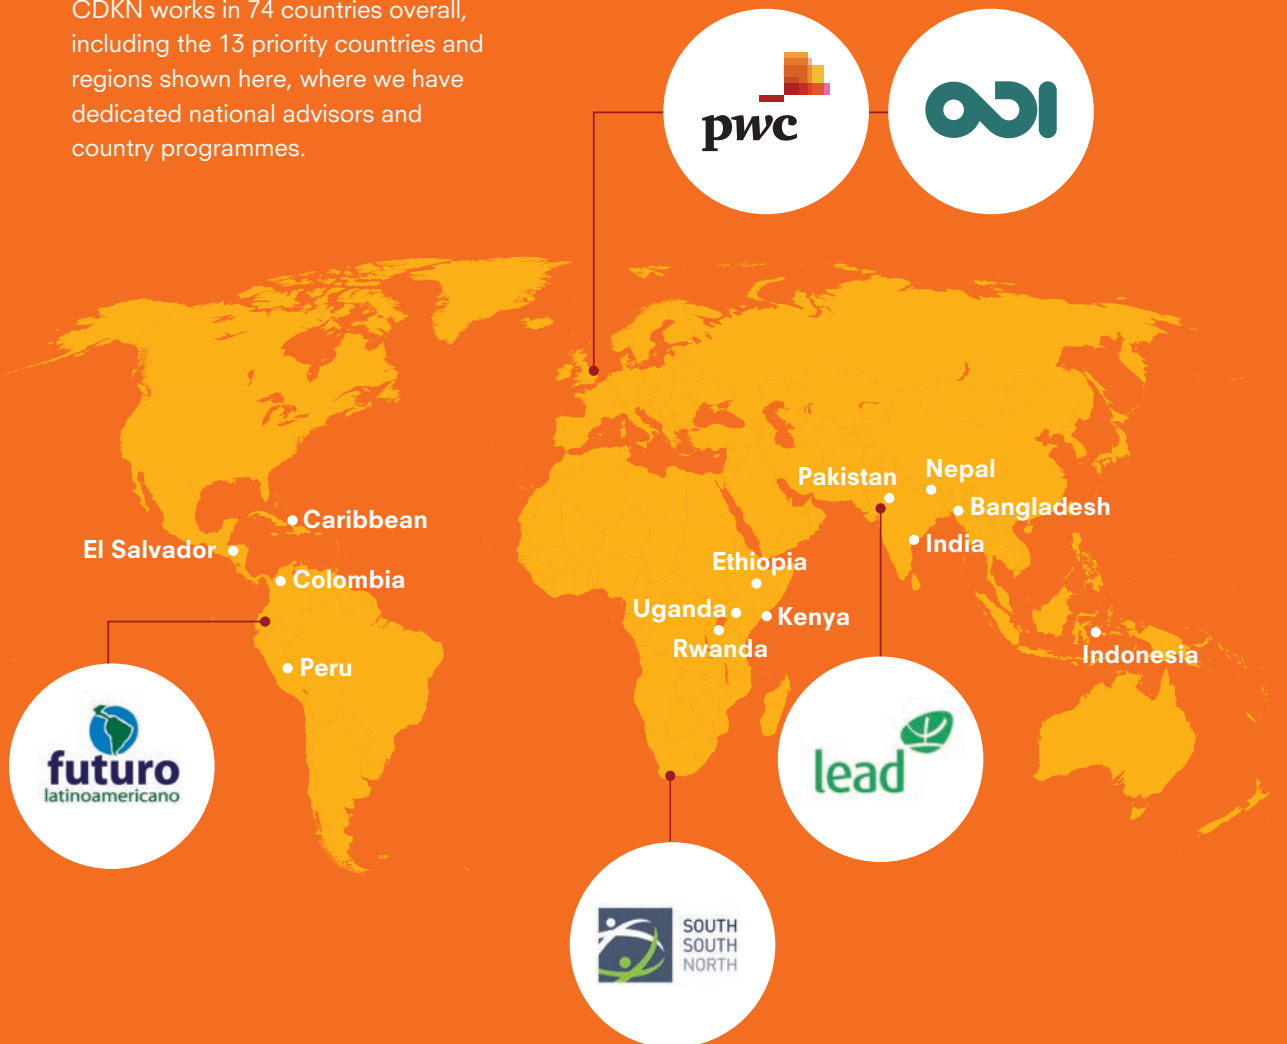 CDKN works in 74 countries overall,
including the 13 priority countries and
regions shown here, where we have
dedicated national advisors and
country programmes.
pwc
ODI
Pakistan
Nepal
Bangladesh
India
Caribbean
El Salvador
Colombia
Ethiopia
Uganda
Kenya
Rwanda
Indonesia
Peru
futuro
latinoamericano
lead
SOUTH
SOUTH
NORTH